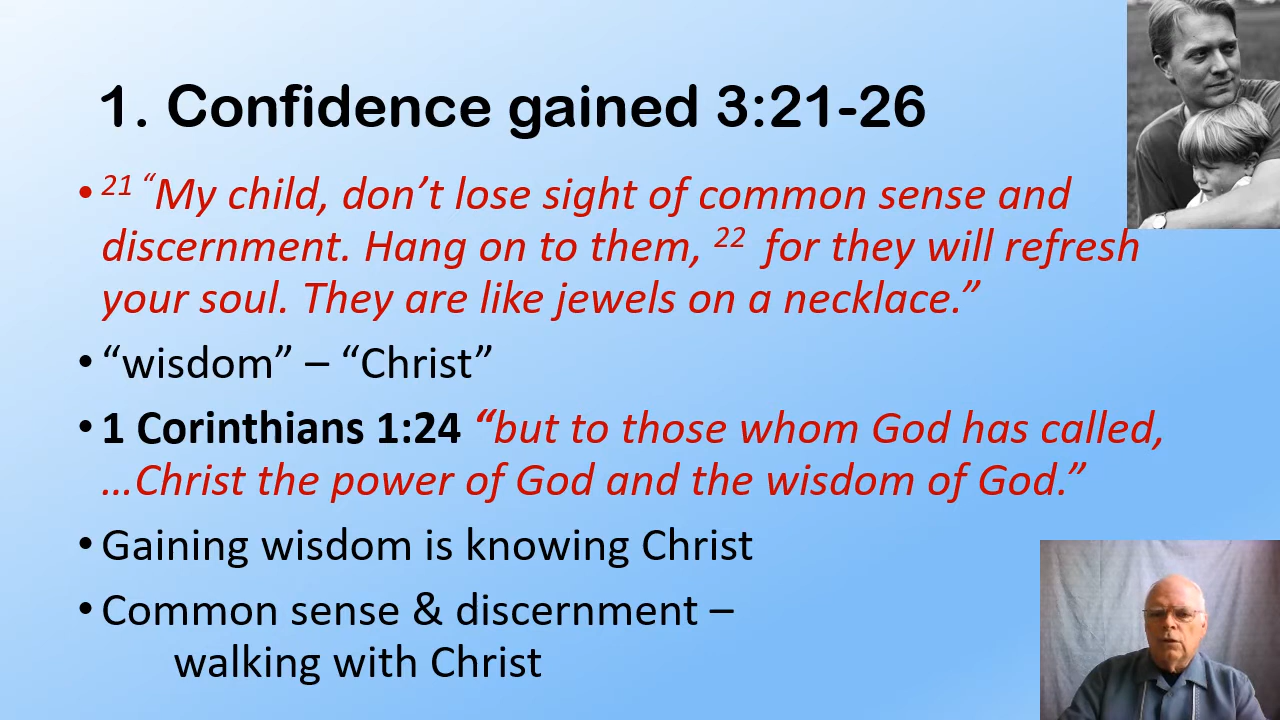 1. Confidence gained 3:21-26
• 21 “My child, don’t lose sight of common sense and
discernment. Hang on to them, 22 for they will refresh
your soul. They are like jewels on a necklace.”
• “wisdom” – “Christ”
• 1 Corinthians 1:24 “but to those whom God has called,
…Christ the power of God and the wisdom of God.”
• Gaining wisdom is knowing Christ
• Common sense & discernment –
walking with Christ